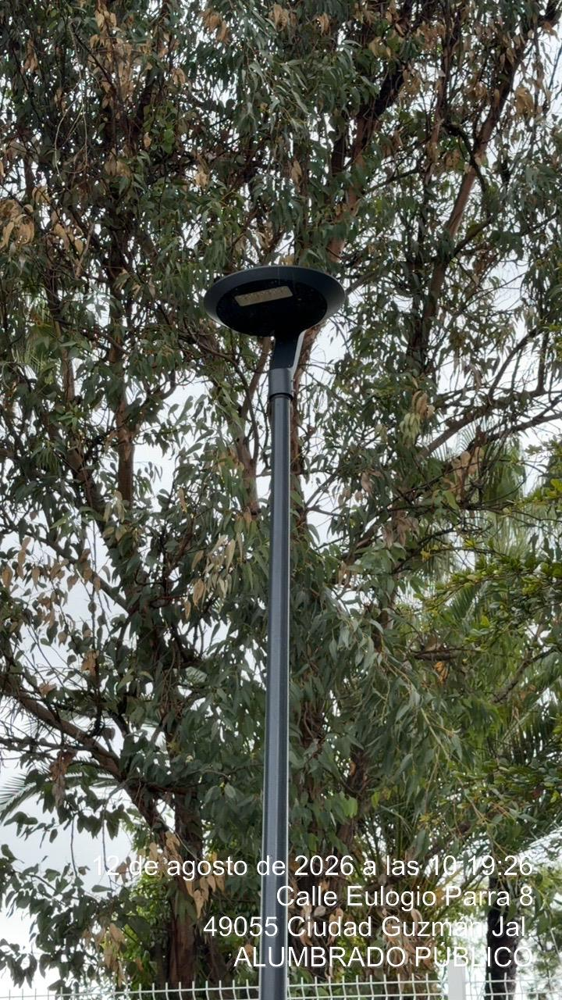 12 de agosto de 2026 a las 10:19:26
Calle Eulogio Parra 8
49055 Ciudad Guzmán Jal.
ALUMBRADO PÚBLICO